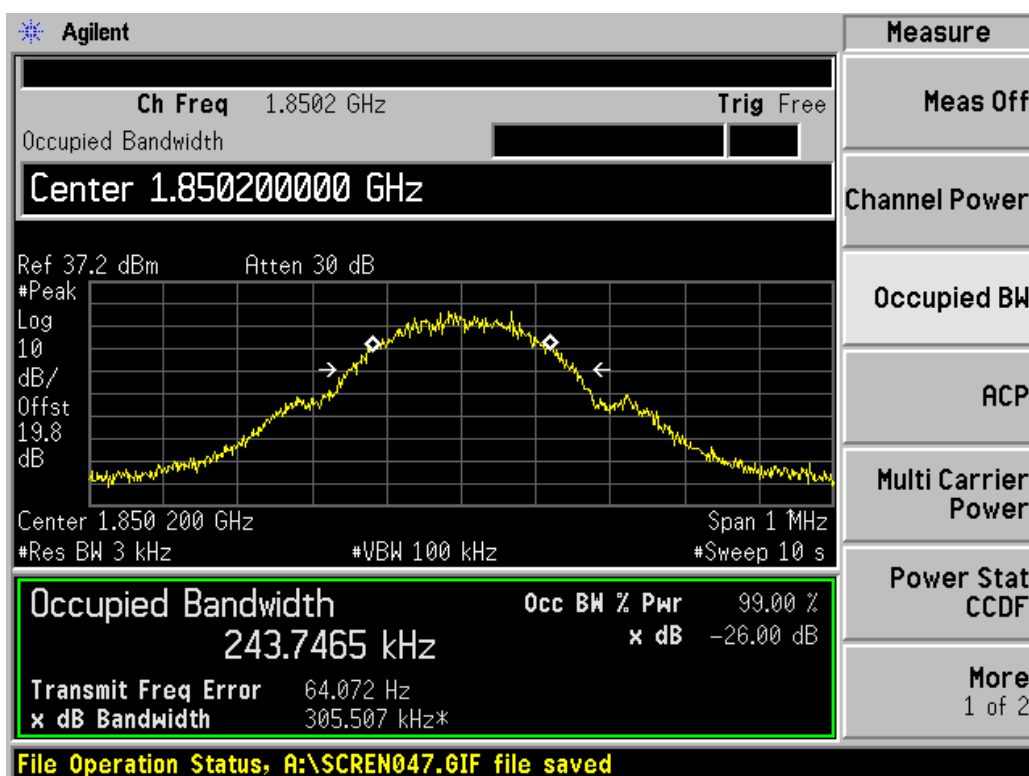 Agilent
Measure
Ch Freq 1.8502 GHz Trig Free
Occupied Bandwidth
Center 1.850200000 GHz
Ref 37.2 dBm Atten 30 dB
#Peak
Log
10
dB/
Offst
19.8
dB
Center 1.850 200 GHz Span 1 MHz
#Res BW 3 kHz #VBW 100 kHz #Sweep 10 s
Occupied Bandwidth
243.7465 kHz
Occ BW % Pwr 99.00 %
x dB -26.00 dB
Transmit Freq Error 64.072 Hz
x dB Bandwidth 305.507 kHz*
File Operation Status, A:\SCREN047.GIF file saved
Meas Off
Channel Power
Occupied BW
ACP
Multi Carrier
Power
Power Stat
CCDF
More
1 of 2